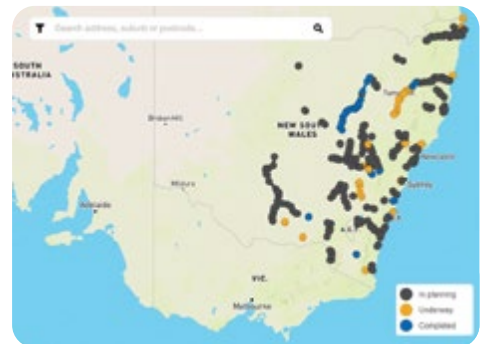 Search address, suburb or postcode...
SOUTH
AUSTRALIA
Broken Hill
NEW SOUTH
WALES
Mildura
Newcastle
Sydney
Adelaide
A.C.T.
VIC.
Melbourne
In planning
Underway
Completed